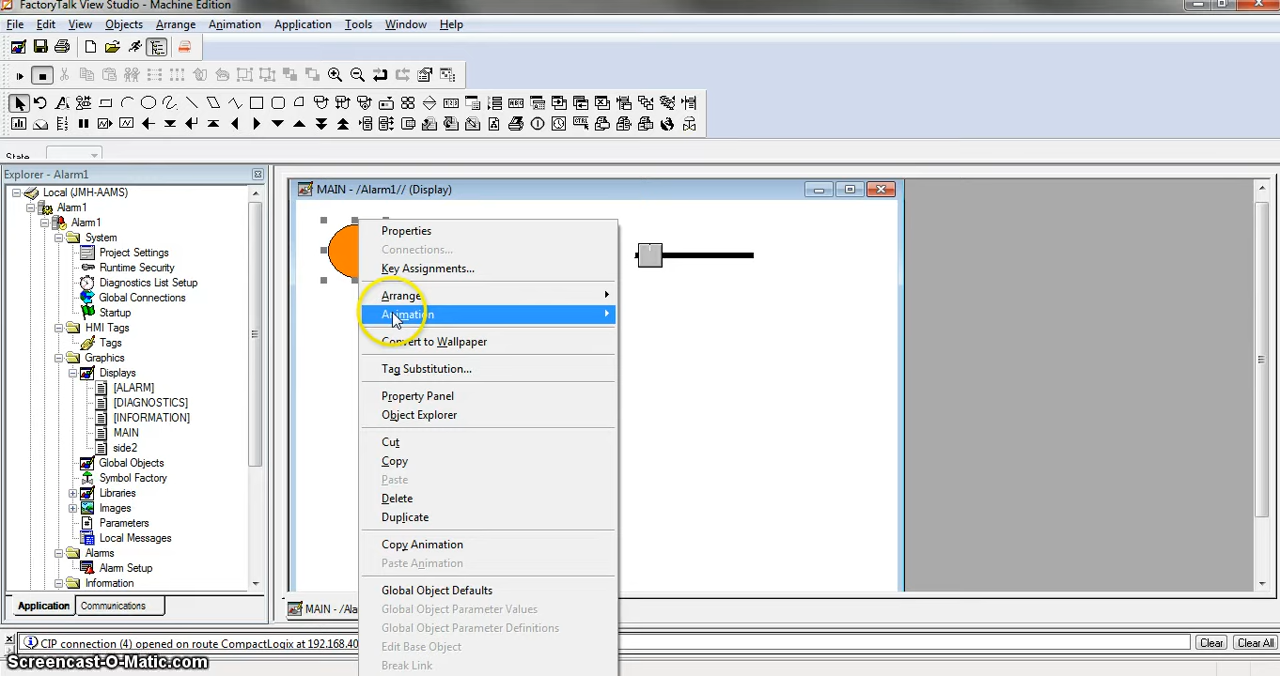 FactoryTalk View Studio - Machine Edition
File Edit View Objects Arrange Animation Application Tools Window Help
Explorer - Alarm1
Local (JMH-AAMS)
Alarm1
Alarm1
System
Project Settings
Runtime Security
Diagnostics List Setup
Global Connections
Startup
HMI Tags
Tags
Graphics
Displays
[ALARM]
[DIAGNOSTICS]
[INFORMATION]
MAIN
side2
Global Objects
Symbol Factory
Libraries
Images
Parameters
Local Messages
Alarms
Alarm Setup
Information
Application Communications
MAIN - /Alarm1// (Display)
Properties
Connections...
Key Assignments...
Arrange
Animation
Convert to Wallpaper
Tag Substitution...
Property Panel
Object Explorer
Cut
Copy
Paste
Delete
Duplicate
Copy Animation
Paste Animation
Global Object Defaults
Global Object Parameter Values
Global Object Parameter Definitions
Edit Base Object
Break Link
MAIN - /Ala
CIP connection (4) opened on route CompactLogix at 192.168.40
Clear Clear All
Screencast-O-Matic.com